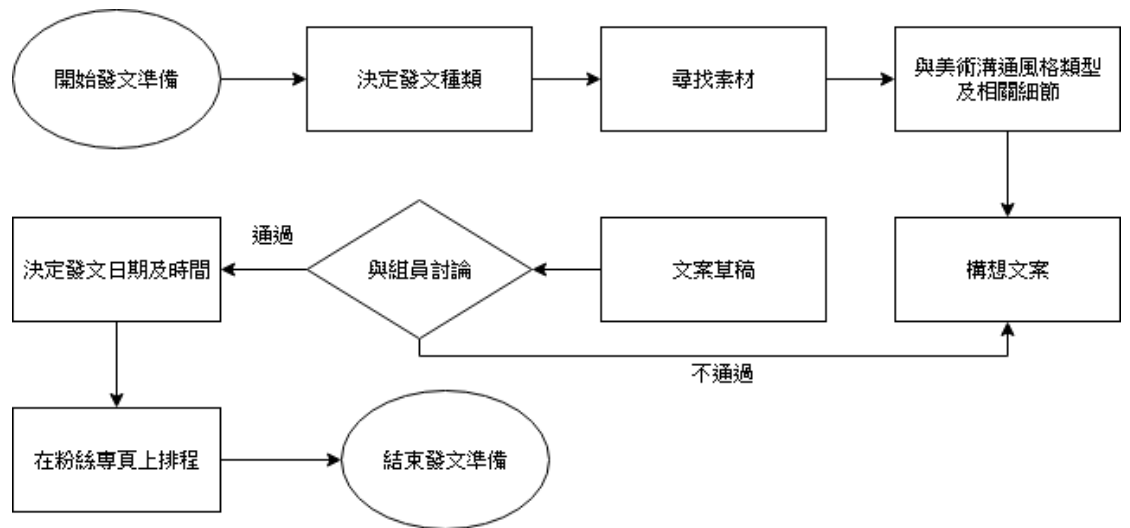 開始發文準備
決定發文種類
尋找素材
與美術溝通風格類型
及相關細節
通過
決定發文日期及時間
與組員討論
文案草稿
構想文案
不通過
在粉絲專頁上排程
結束發文準備